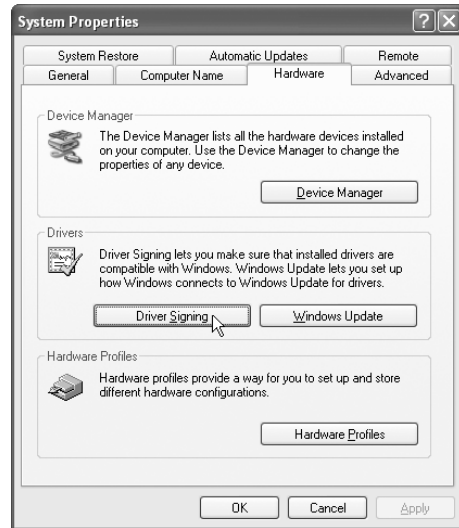 System Properties
System Restore Automatic Updates Remote
General Computer Name Hardware Advanced
Device Manager
The Device Manager lists all the hardware devices installed
on your computer. Use the Device Manager to change the
properties of any device.
Device Manager
Drivers
Driver Signing lets you make sure that installed drivers are
compatible with Windows. Windows Update lets you set up
how Windows connects to Windows Update for drivers.
Driver Signing Windows Update
Hardware Profiles
Hardware profiles provide a way for you to set up and store
different hardware configurations.
Hardware Profiles
OK Cancel Apply